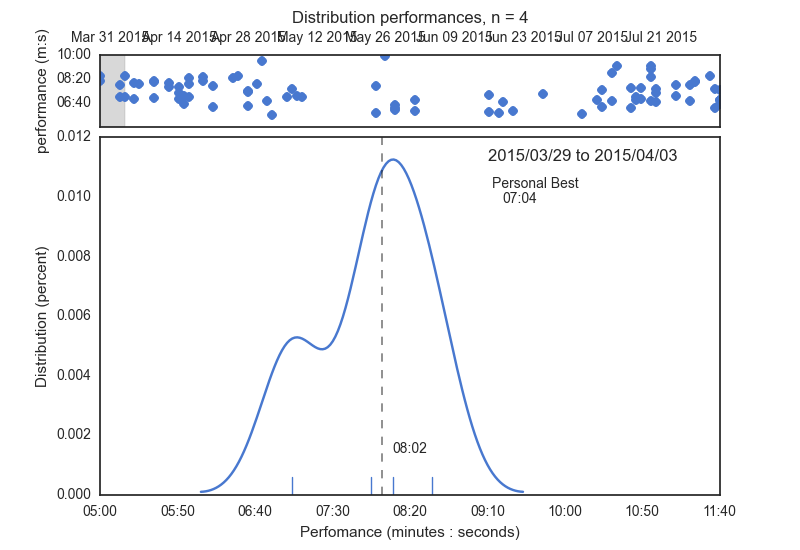 Distribution performances, n = 4
Mar 31 2015 Apr 14 2015 Apr 28 2015 May 12 2015 May 26 2015 Jun 09 2015 Jun 23 2015 Jul 07 2015 Jul 21 2015
performance (m:s)
10:00
08:20
06:40
0.012
0.010
0.008
0.006
0.004
0.002
0.000
Distribution (percent)
2015/03/29 to 2015/04/03
Personal Best
07:04
08:02
05:00 05:50 06:40 07:30 08:20 09:10 10:00 10:50 11:40
Perfomance (minutes : seconds)